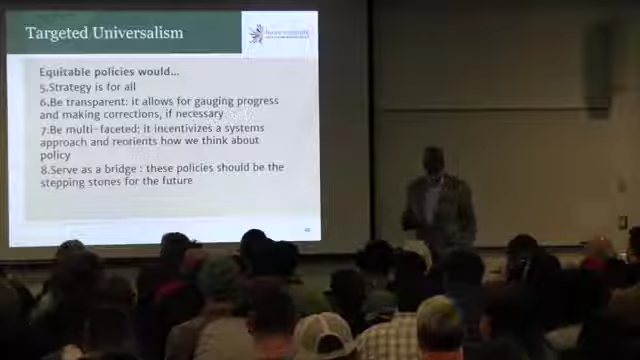 Targeted Universalism
haas institute
Equitable policies would...
5.Strategy is for all
6.Be transparent: it allows for gauging progress
and making corrections, if necessary
7.Be multi-faceted; it incentivizes a systems
approach and reorients how we think about
policy
8.Serve as a bridge : these policies should be the
stepping stones for the future